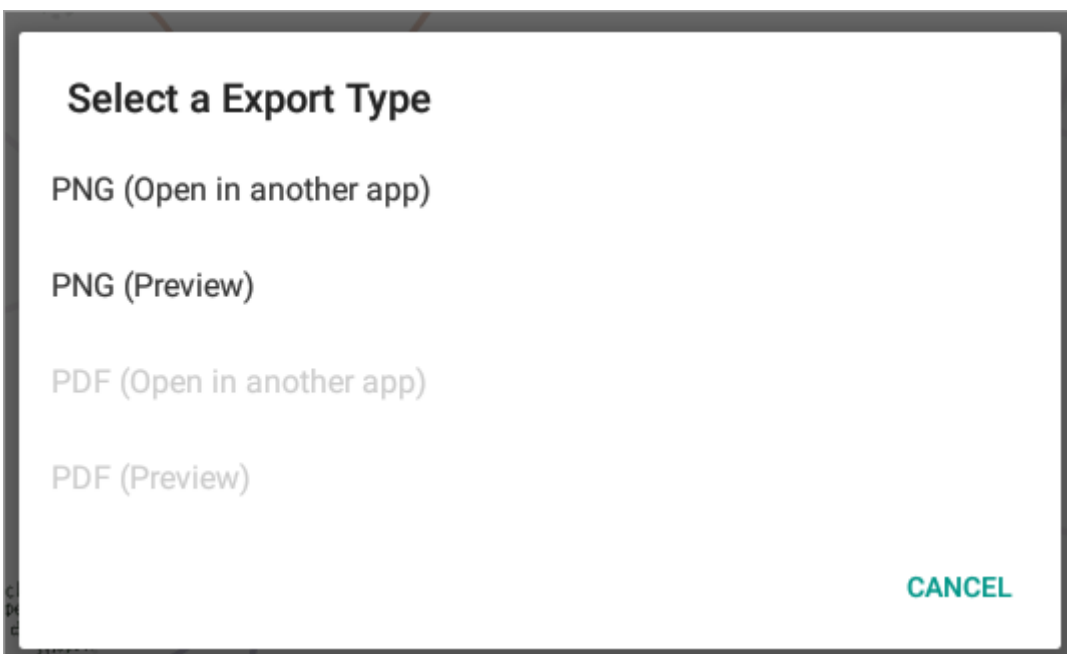 Select a Export Type
PNG (Open in another app)
PNG (Preview)
PDF (Open in another app)
PDF (Preview)
CANCEL